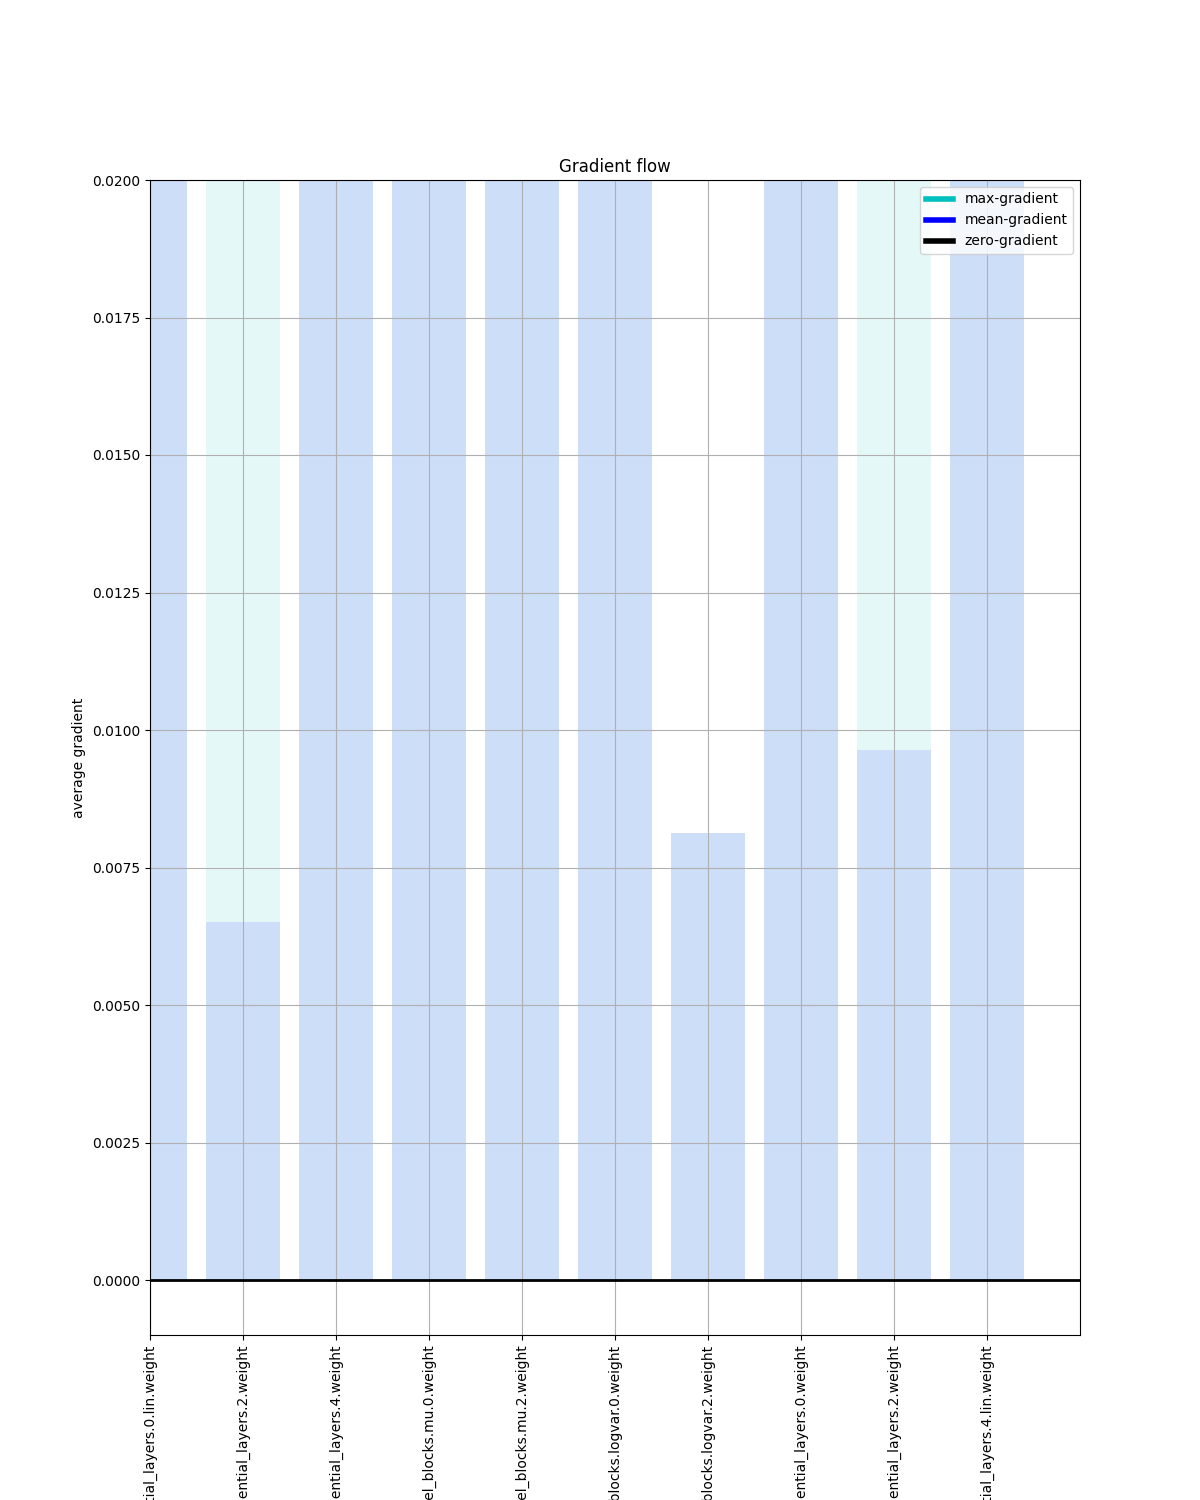 Gradient flow
max-gradient
mean-gradient
zero-gradient
0.0200
0.0175
0.0150
0.0125
0.0100
0.0075
0.0050
0.0025
0.0000
average gradient
tial_layers.0.lin.weight
ential_layers.2.weight
ential_layers.4.weight
el_blocks.mu.0.weight
el_blocks.mu.2.weight
blocks.logvar.0.weight
blocks.logvar.2.weight
ential_layers.0.weight
ential_layers.2.weight
tial_layers.4.lin.weight